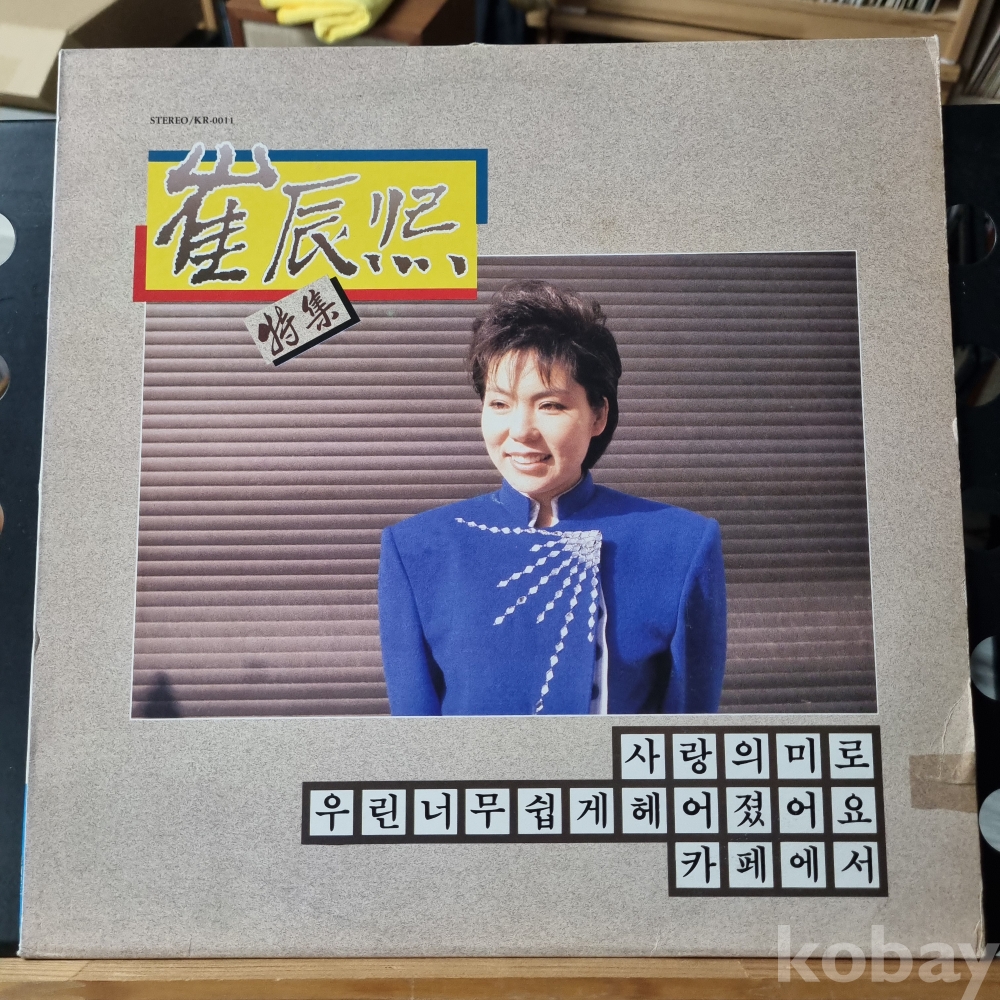 STEREO/KR-0011
崔辰熙
特集
사랑의미로
우린너무쉽게헤어졌어요
카페에서
kobay